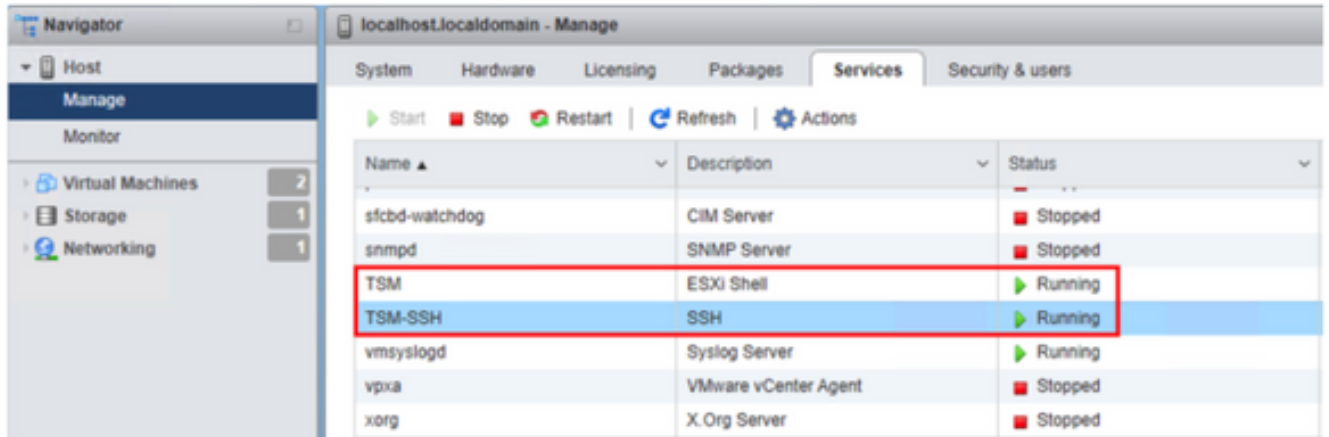 Navigator
localhost.localdomain - Manage
Host
Manage
Monitor
Virtual Machines 2
Storage 1
Networking 1
System Hardware Licensing Packages Services Security & users
Start Stop Restart Refresh Actions
Name Description Status
sfcbd-watchdog CIM Server Stopped
snmpd SNMP Server Stopped
TSM ESXi Shell Running
TSM-SSH SSH Running
vmsyslogd Syslog Server Running
vpxa VMware vCenter Agent Stopped
xorg X.Org Server Stopped